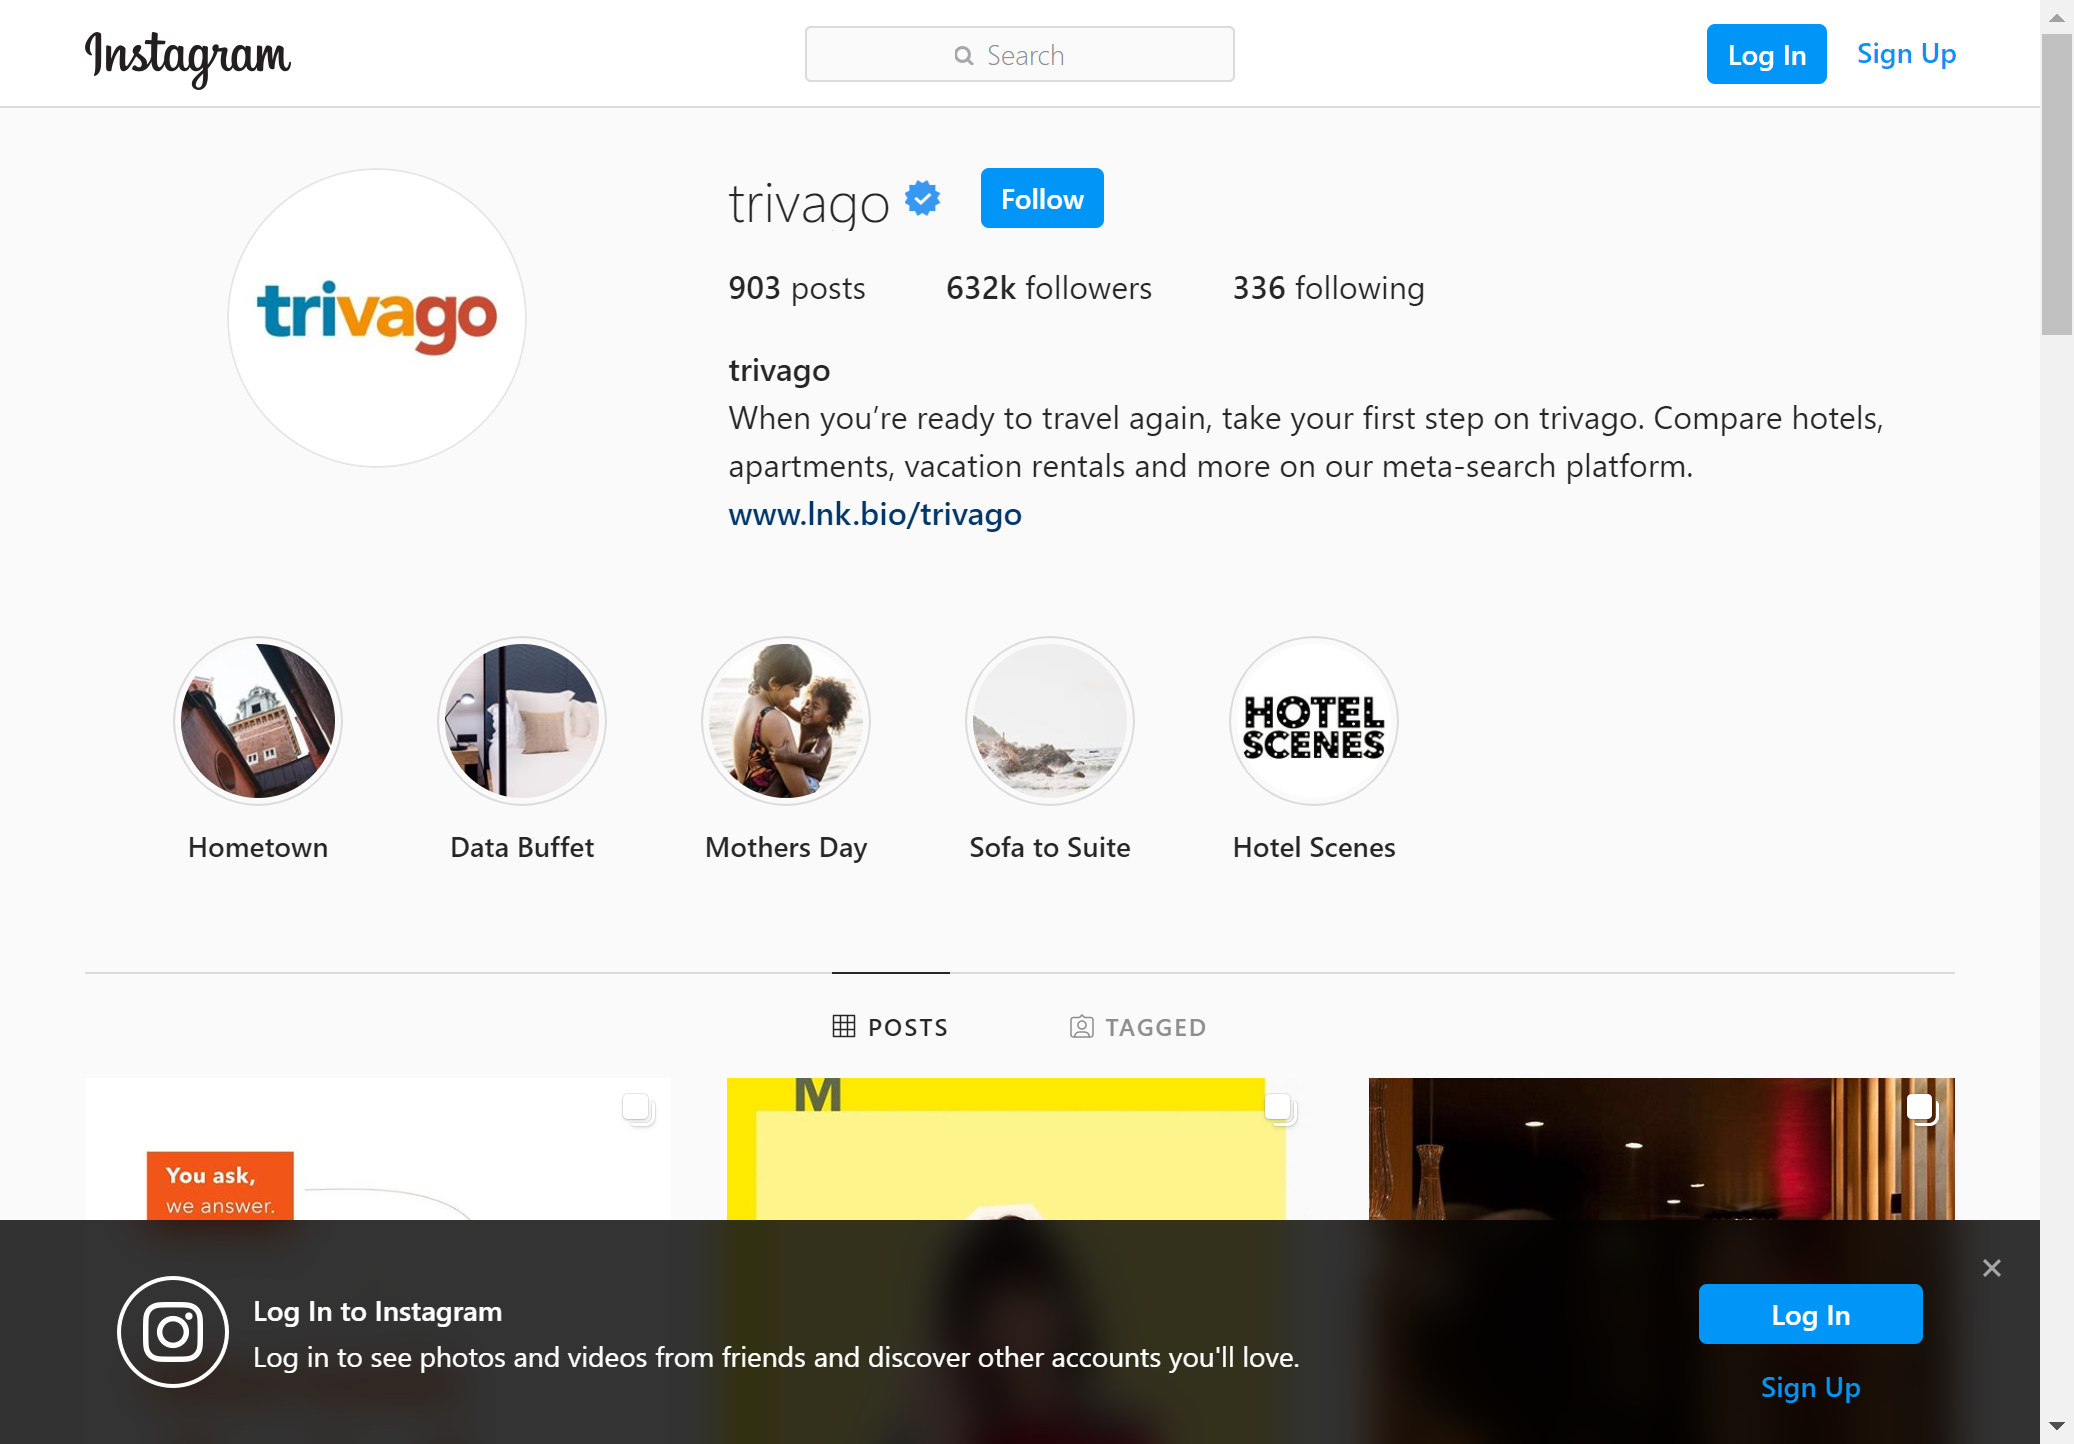 Instagram
Search
Log In
Sign Up
trivago
trivago
Follow
903 posts
632k followers
336 following
trivago
When you’re ready to travel again, take your first step on trivago. Compare hotels,
apartments, vacation rentals and more on our meta-search platform.
www.lnk.bio/trivago
HOTEL
SCENES
Hometown
Data Buffet
Mothers Day
Sofa to Suite
Hotel Scenes
POSTS
TAGGED
M
You ask,
we answer.
Log In to Instagram
Log in to see photos and videos from friends and discover other accounts you'll love.
Log In
Sign Up